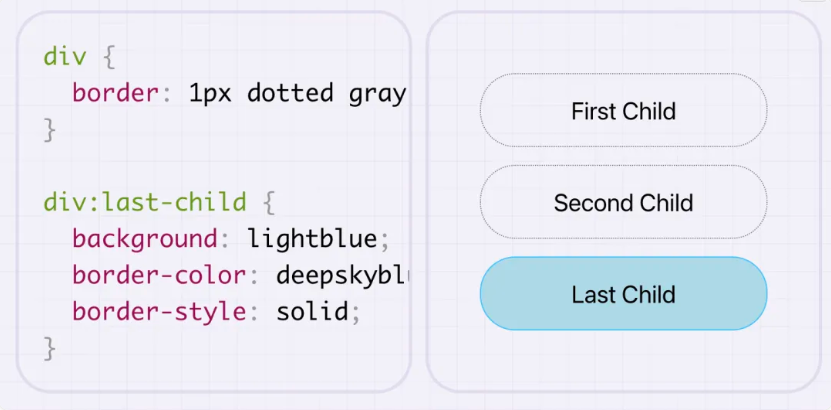 div {
border: 1px dotted gray
}
div:last-child {
background: lightblue;
border-color:
border-style: solid;
}
First Child
Second Child
Last Child